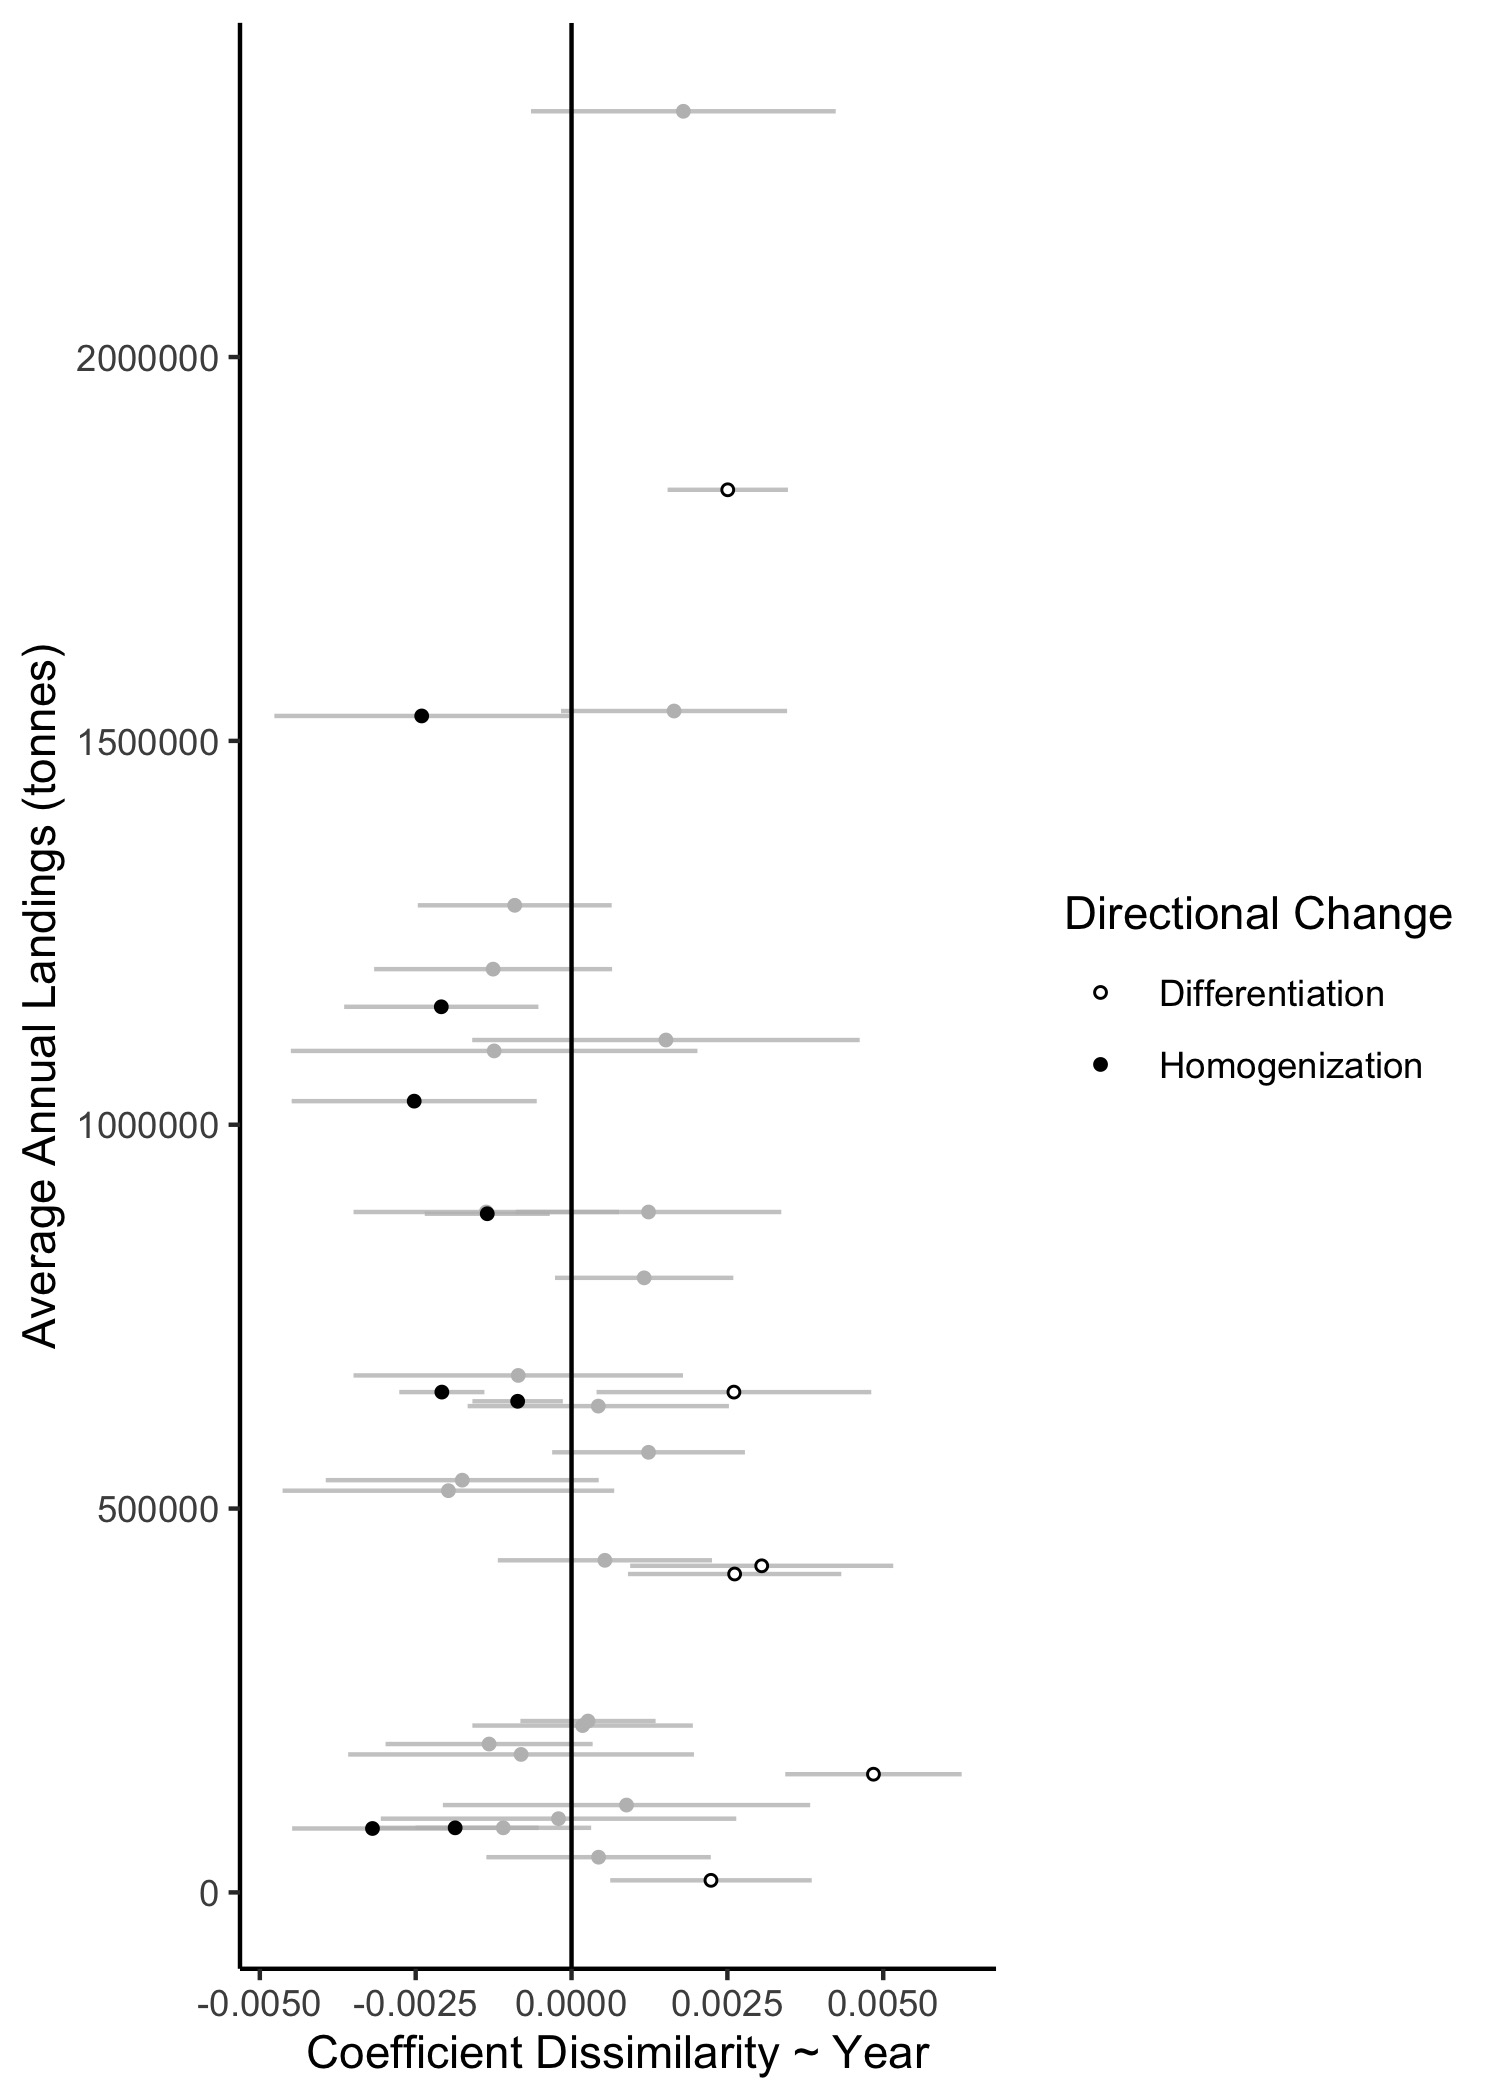 2000000
1500000
1000000
500000
0
Average Annual Landings (tonnes)
-0.0050 -0.0025 0.0000 0.0025 0.0050
Coefficient Dissimilarity ~ Year
Directional Change
Differentiation
Homogenization